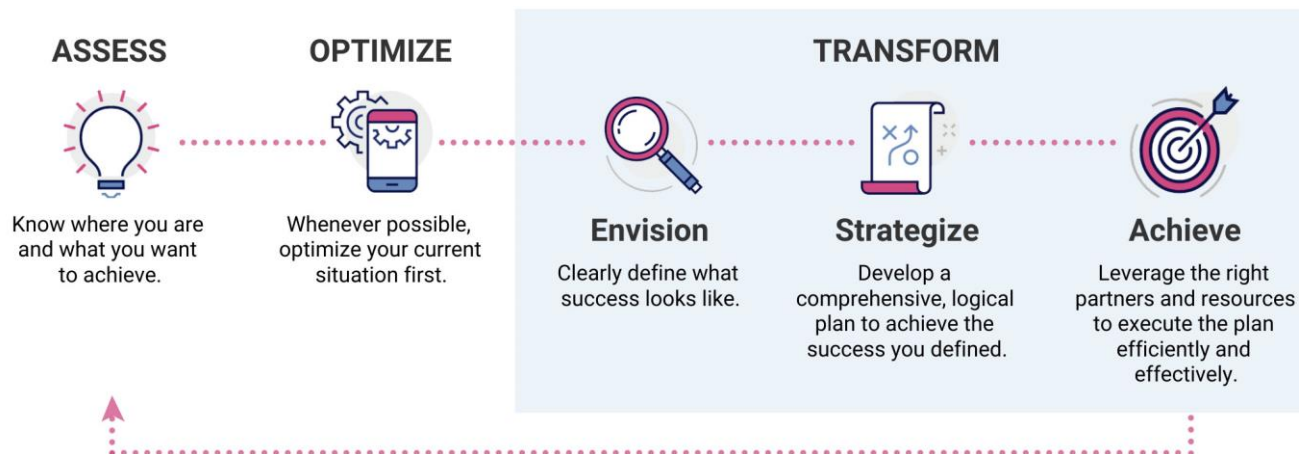 ASSESS
OPTIMIZE
TRANSFORM
Know where you are
and what you want
to achieve.
Whenever possible,
optimize your current
situation first.
Envision
Clearly define what
success looks like.
Strategize
Develop a
comprehensive, logical
plan to achieve the
success you defined.
Achieve
Leverage the right
partners and resources
to execute the plan
efficiently and
effectively.